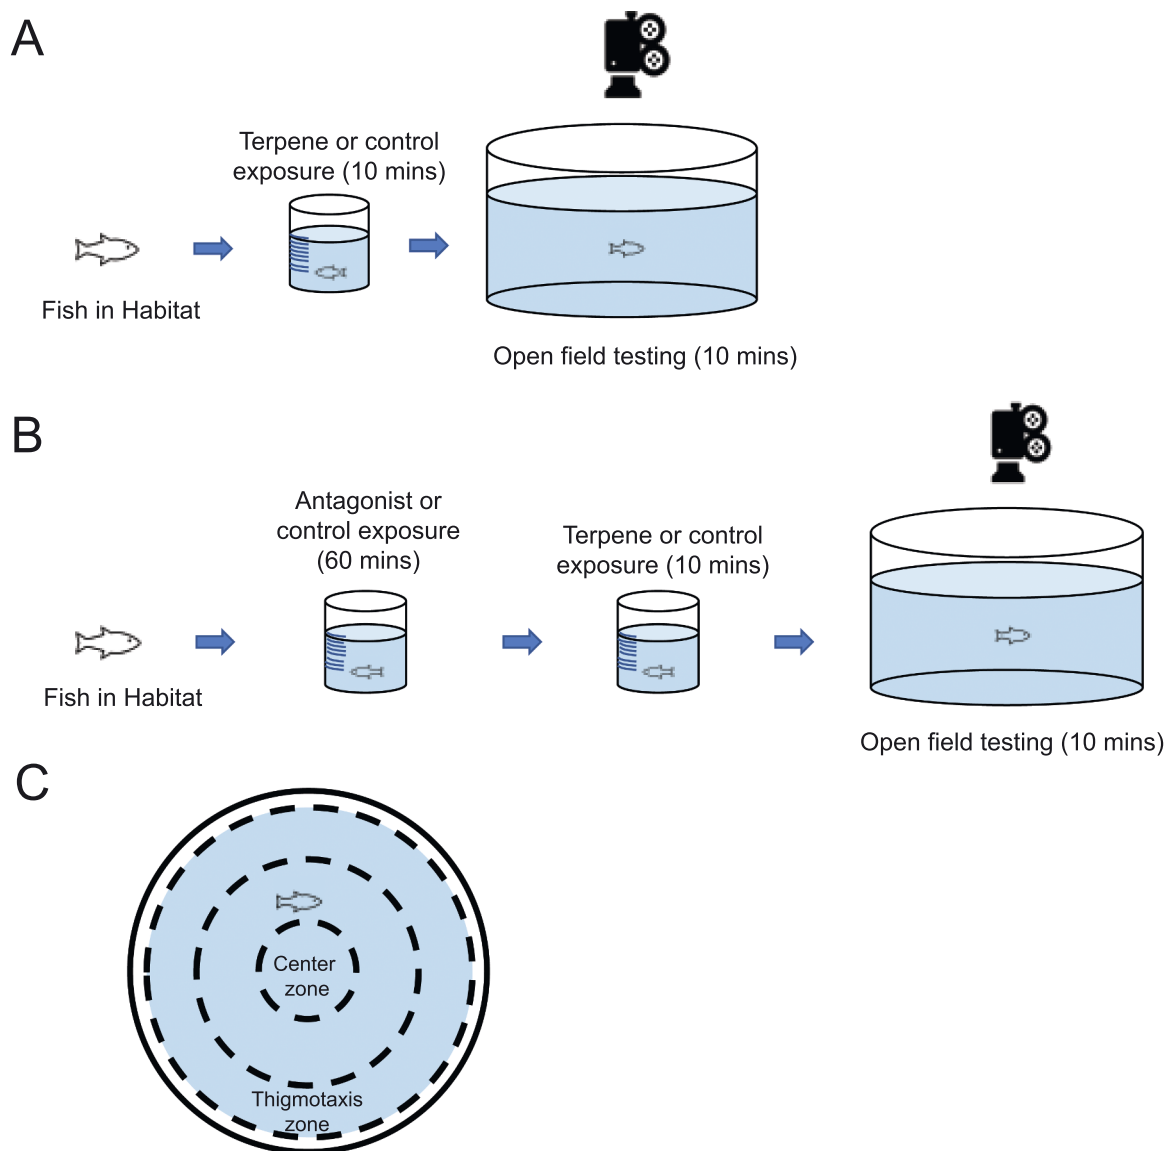 A
Terpene or control
exposure (10 mins)
Fish in Habitat
Open field testing (10 mins)
B
Antagonist or
control exposure
(60 mins)
Terpene or control
exposure (10 mins)
Fish in Habitat
Open field testing (10 mins)
C
Center
zone
Thigmotaxis
zone